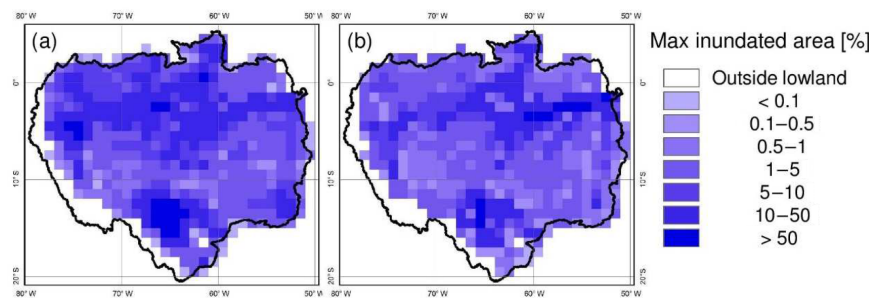 80° W 70° W 60° W 50° W 80° W 70° W 60° W 50° W
(a) (b) Max inundated area [%]
0° 0° Outside lowland
< 0.1
0.1–0.5
0.5–1
10°S 10°S 1–5
5–10
10–50
> 50
20°S 20°S
80° W 70° W 60° W 50° W 80° W 70° W 60° W 50° W